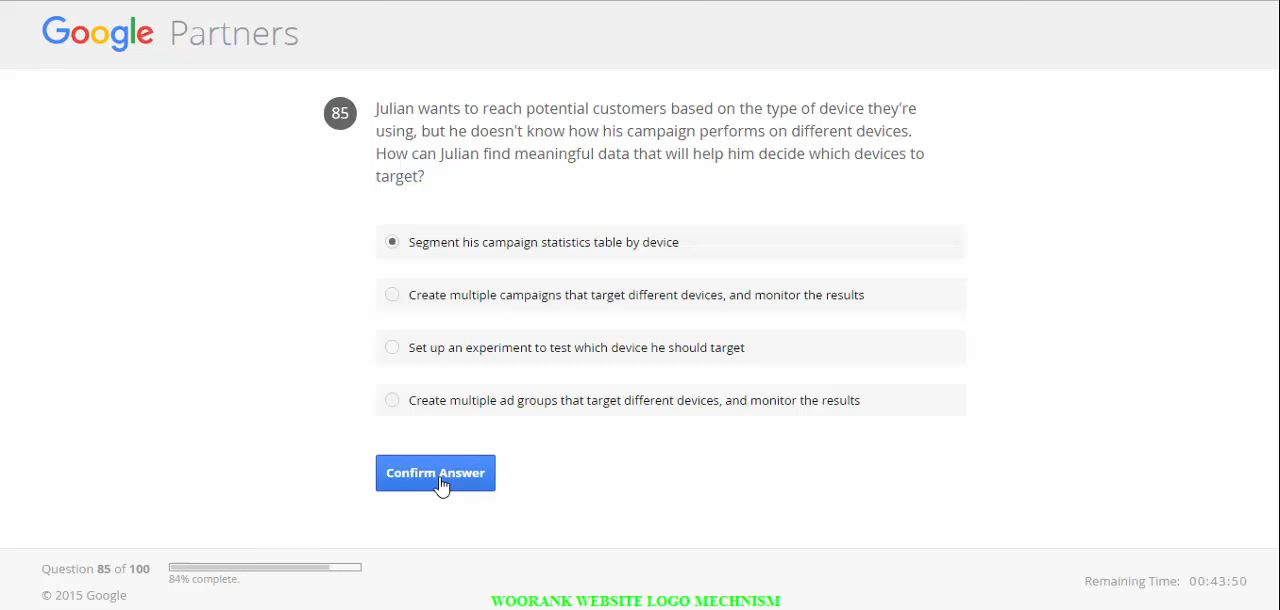 Google Partners
85
Julian wants to reach potential customers based on the type of device they're
using, but he doesn't know how his campaign performs on different devices.
How can Julian find meaningful data that will help him decide which devices to
target?
Segment his campaign statistics table by device
Create multiple campaigns that target different devices, and monitor the results
Set up an experiment to test which device he should target
Create multiple ad groups that target different devices, and monitor the results
Confirm Answer
Question 85 of 100
84% complete.
Remaining Time: 00:43:50
© 2015 Google
WOORANK WEBSITE LOGO MECHNISM